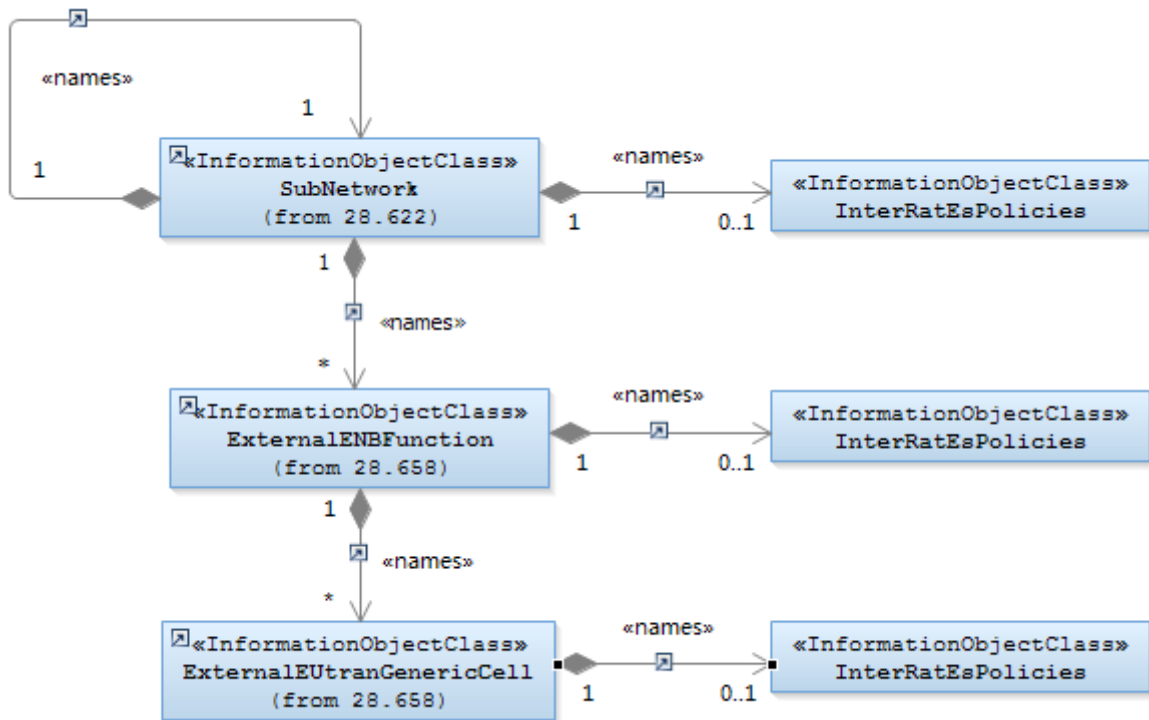 «names»
1
1
«InformationObjectClass»
SubNetwork
(from 28.622)
«names»
1
0..1
«InformationObjectClass»
InterRatEsPolicies
1
«names»
*
«InformationObjectClass»
ExternalENBFunction
(from 28.658)
«names»
1
0..1
«InformationObjectClass»
InterRatEsPolicies
1
«names»
*
«InformationObjectClass»
ExternalEUtranGenericCell
(from 28.658)
«names»
1
0..1
«InformationObjectClass»
InterRatEsPolicies